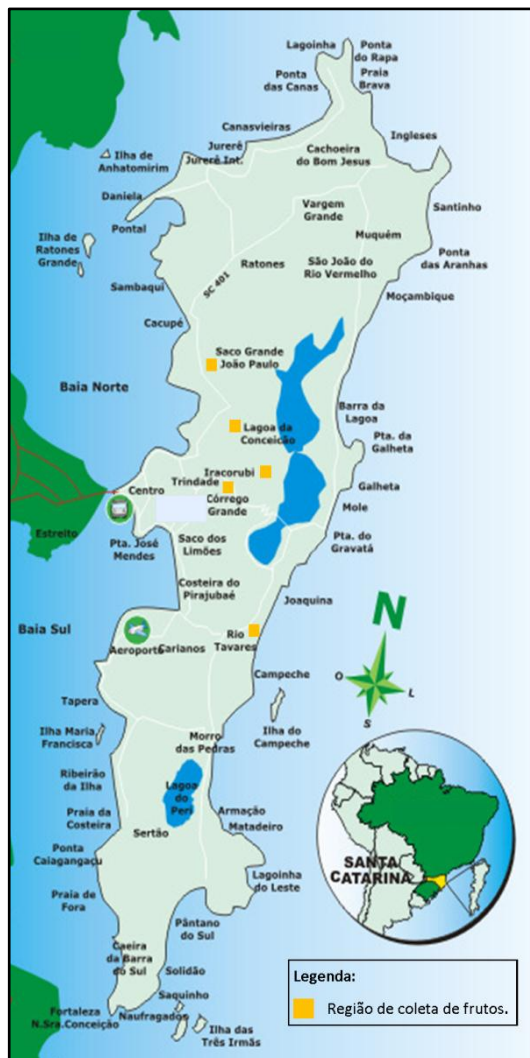 Lagoinha
Ponta
do Rapa
Ponta
das Canas
Praia
Brava
Canasvieiras
Ingleses
Jurerê
Jurerê Int.
Cachoeira
do Bom Jesus
Ilha de
Anhatomirim
Daniela
Vargem
Grande
Santinho
Pontal
Muquém
Ilha de
Ratones
Grande
Ratones
São João do
Rio Vermelho
Ponta
das Aranhas
SC 401
Sambaqui
Moçambique
Cacupé
Saco Grande
João Paulo
Baia Norte
Barra da
Lagoa
Lagoa da
Conceição
Pta. da
Galheta
Iracorubi
Trindade
Centro
Córrego
Grande
Galheta
Mole
Estreito
Pta. José
Mendes
Saco dos
Limões
Pta. do
Gravatá
Costeira do
Pirajubaé
Joaquina
Baia Sul
Rio
Tavares
Aeroporto
Carianos
N
O
L
S
Campeche
Tapera
Ilha do
Campeche
Ilha Maria
Francisca
Morro
das Pedras
Ribeirão
da Ilha
Lagoa
do Peri
Praia da
Costeira
Armação
Matadeiro
Sertão
Ponta
Caiagangaçu
Lagoinha
do Leste
SANTA
CATARINA
Praia de
Fora
Pântano
do Sul
Caeira
da Barra
do Sul
Solidão
Saquinho
Fortaleza
N.Sra.Conceição
Naufragados
Ilha das
Três Irmãs
Legenda:
Região de coleta de frutos.